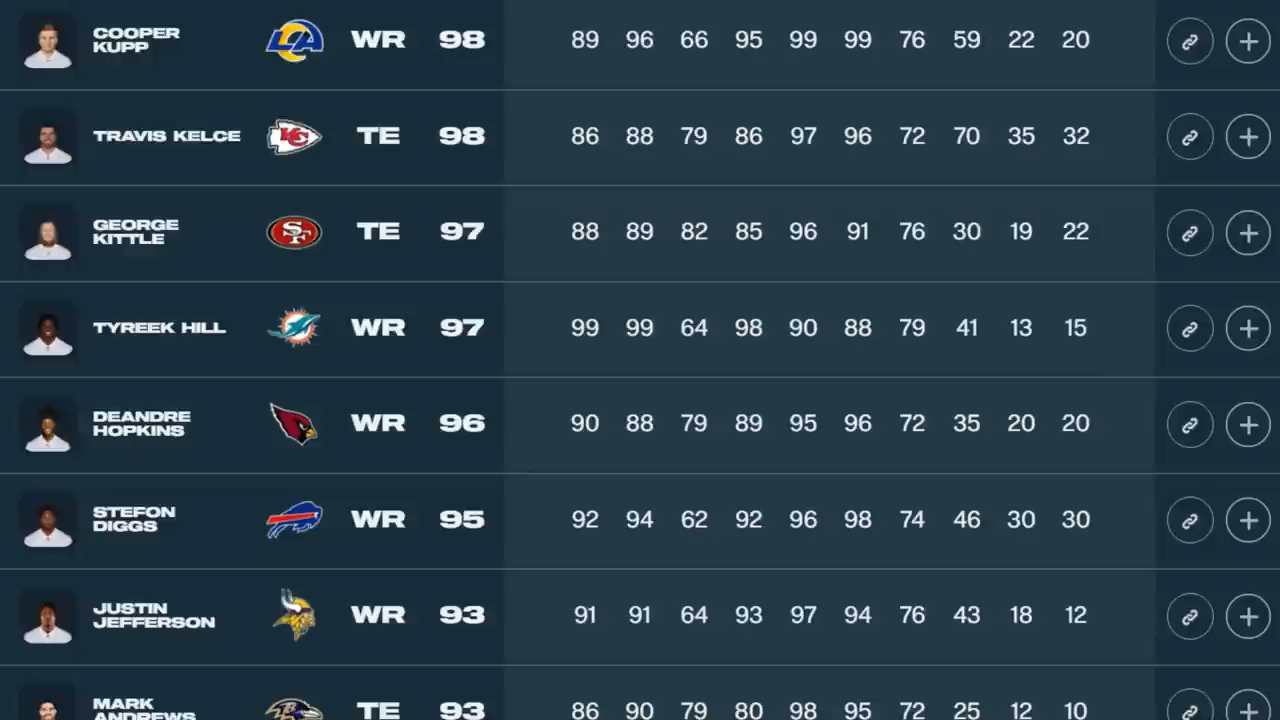 COOPER
KUPP
LA
WR 98 89 96 66 95 99 99 76 59 22 20
TRAVIS KELCE KC TE 98 86 88 79 86 97 96 72 70 35 32
GEORGE
KITTLE
SF
TE 97 88 89 82 85 96 91 76 30 19 22
TYREEK HILL WR 97 99 99 64 98 90 88 79 41 13 15
DEANDRE
HOPKINS
WR 96 90 88 79 89 95 96 72 35 20 20
STEFON
DIGGS
WR 95 92 94 62 92 96 98 74 46 30 30
JUSTIN
JEFFERSON
WR 93 91 91 64 93 97 94 76 43 18 12
MARK
ANDREWS
TE 93 86 90 79 80 98 95 72 25 12 10